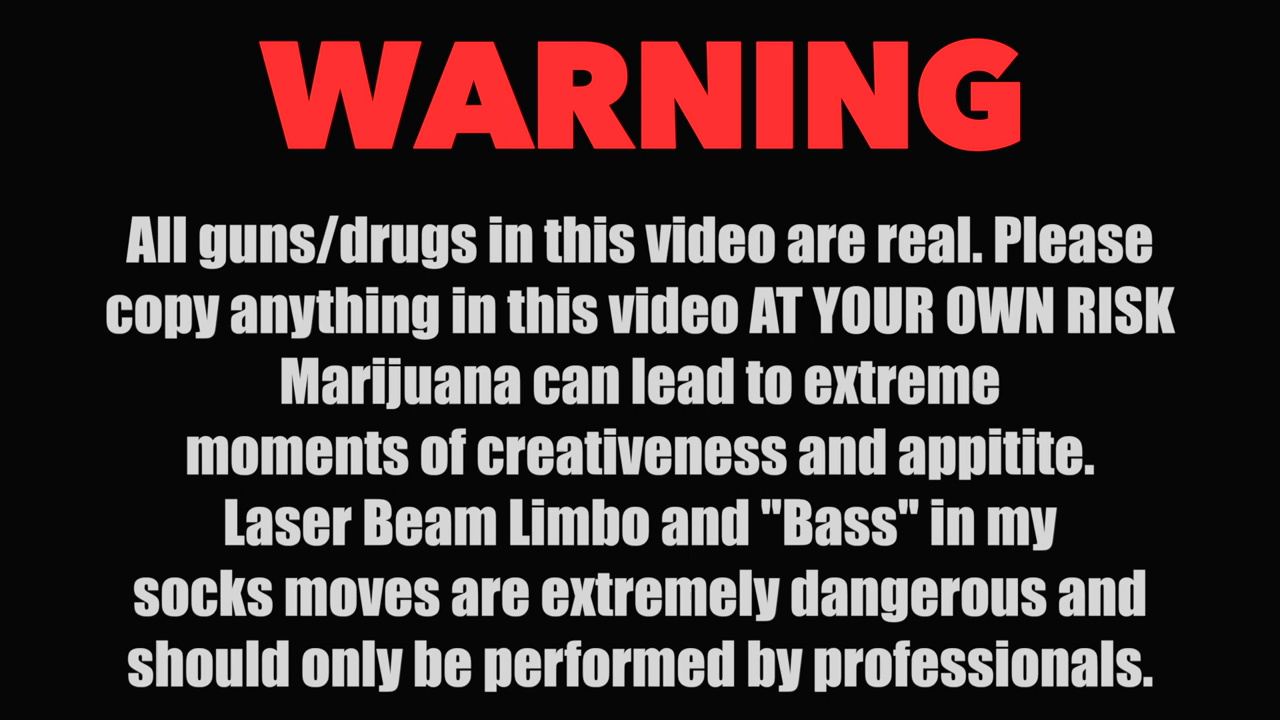 WARNING
All guns/drugs in this video are real. Please
copy anything in this video AT YOUR OWN RISK
Marijuana can lead to extreme
moments of creativeness and appitite.
Laser Beam Limbo and "Bass" in my
socks moves are extremely dangerous and
should only be performed by professionals.